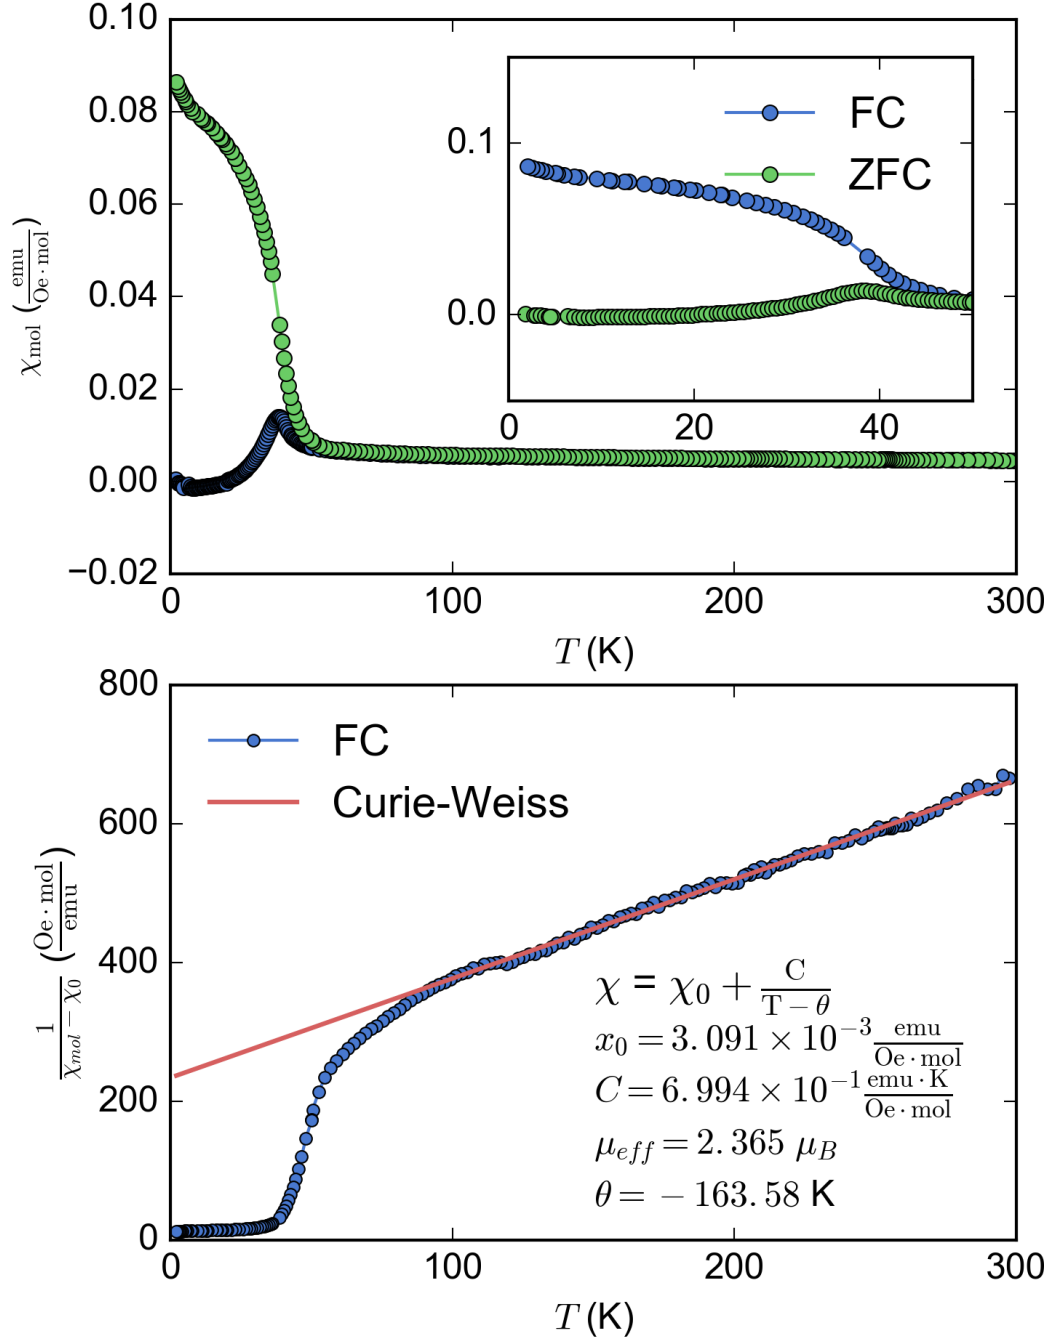 0.10
0.08
0.06
0.04
0.02
0.00
−0.02
χmol (emu/Oe·mol)
0 100 200 300
T (K)
0.1
0.0
FC
ZFC
0 20 40
800
600
400
200
0
1/(χmol − χ0) (Oe·mol/emu)
FC
Curie-Weiss
χ = χ0 + C/(T − θ)
x0 = 3.091 × 10−3 emu/Oe·mol
C = 6.994 × 10−1 emu·K/Oe·mol
μeff = 2.365 μB
θ = − 163.58 K
0 100 200 300
T (K)